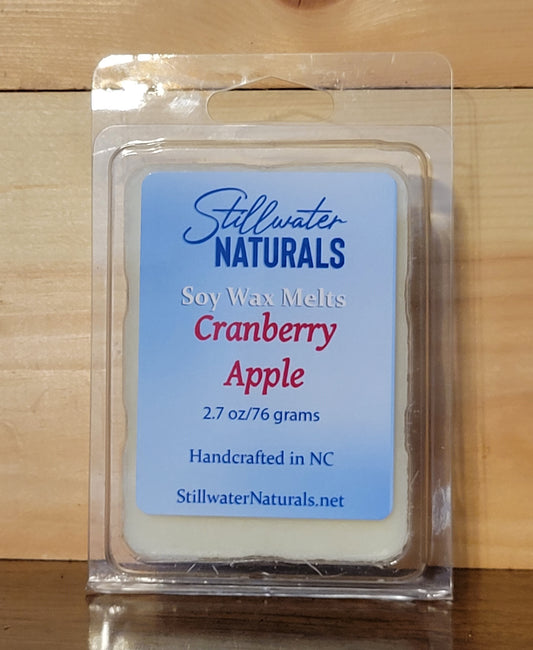 Stillwater
NATURALS
Soy Wax Melts
Cranberry
Apple
2.7 oz/76 grams
Handcrafted in NC
StillwaterNaturals.net